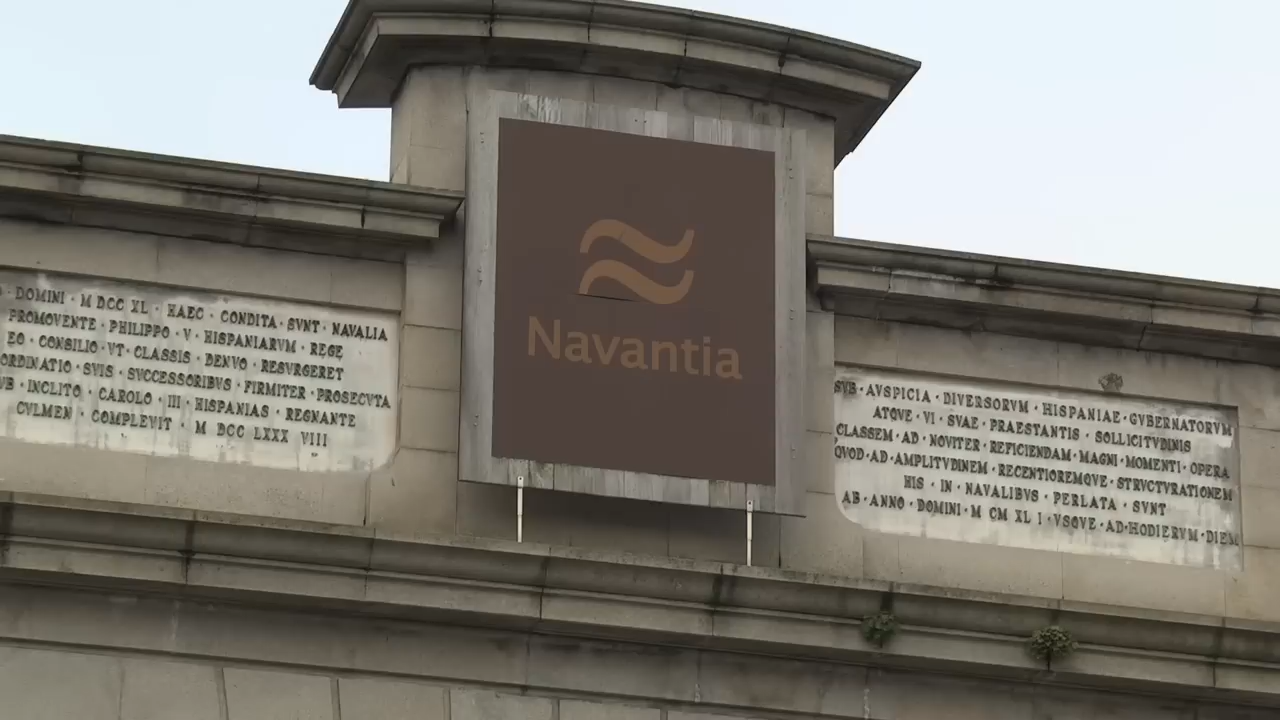 DOMINI · M DCC XL · HAEC · CONDITA · SVNT · NAVALIA
PROMOVENTE · PHILIPPO · V · HISPANIARVM · REGE
EO · CONSILIO · VT · CLASSIS · DENVO · RESVRGERET
ORDINATIO · SVIS · SVCCESSORIBVS · FIRMITER · PROSECVTA
INCLITO · CAROLO · III · HISPANIAS · REGNANTE
CVLMEN · COMPLEVIT · M DCC LXXX VIII
Navantia
SVB · AVSPICIA · DIVERSORVM · HISPANIAE · GVBERNATORVM
ATQVE · VI · SVAE · PRAESTANTIS · SOLLICITVDINIS
CLASSEM · AD · NOVITER · REFICIENDAM · MAGNI · MOMENTI · OPERA
QVOD · AD · AMPLITVDINEM · RECENTIOREMQVE · STRVCTVRATIONEM
HIS · IN · NAVALIBVS · PERLATA · SVNT
AB · ANNO · DOMINI · M CM XL I · VSQVE · AD · HODIERVM · DIEM